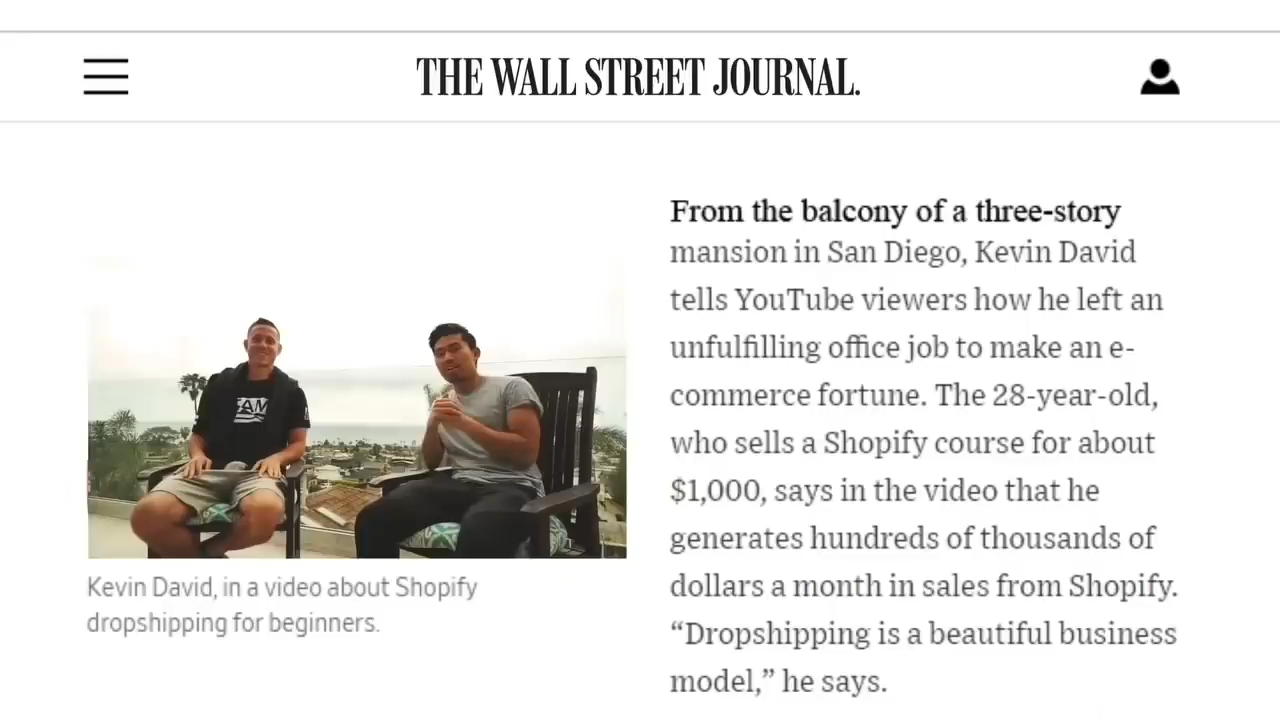 THE WALL STREET JOURNAL.
From the balcony of a three-story
mansion in San Diego, Kevin David
tells YouTube viewers how he left an
unfulfilling office job to make an e-
commerce fortune. The 28-year-old,
who sells a Shopify course for about
$1,000, says in the video that he
generates hundreds of thousands of
dollars a month in sales from Shopify.
“Dropshipping is a beautiful business
model,” he says.
Kevin David, in a video about Shopify
dropshipping for beginners.